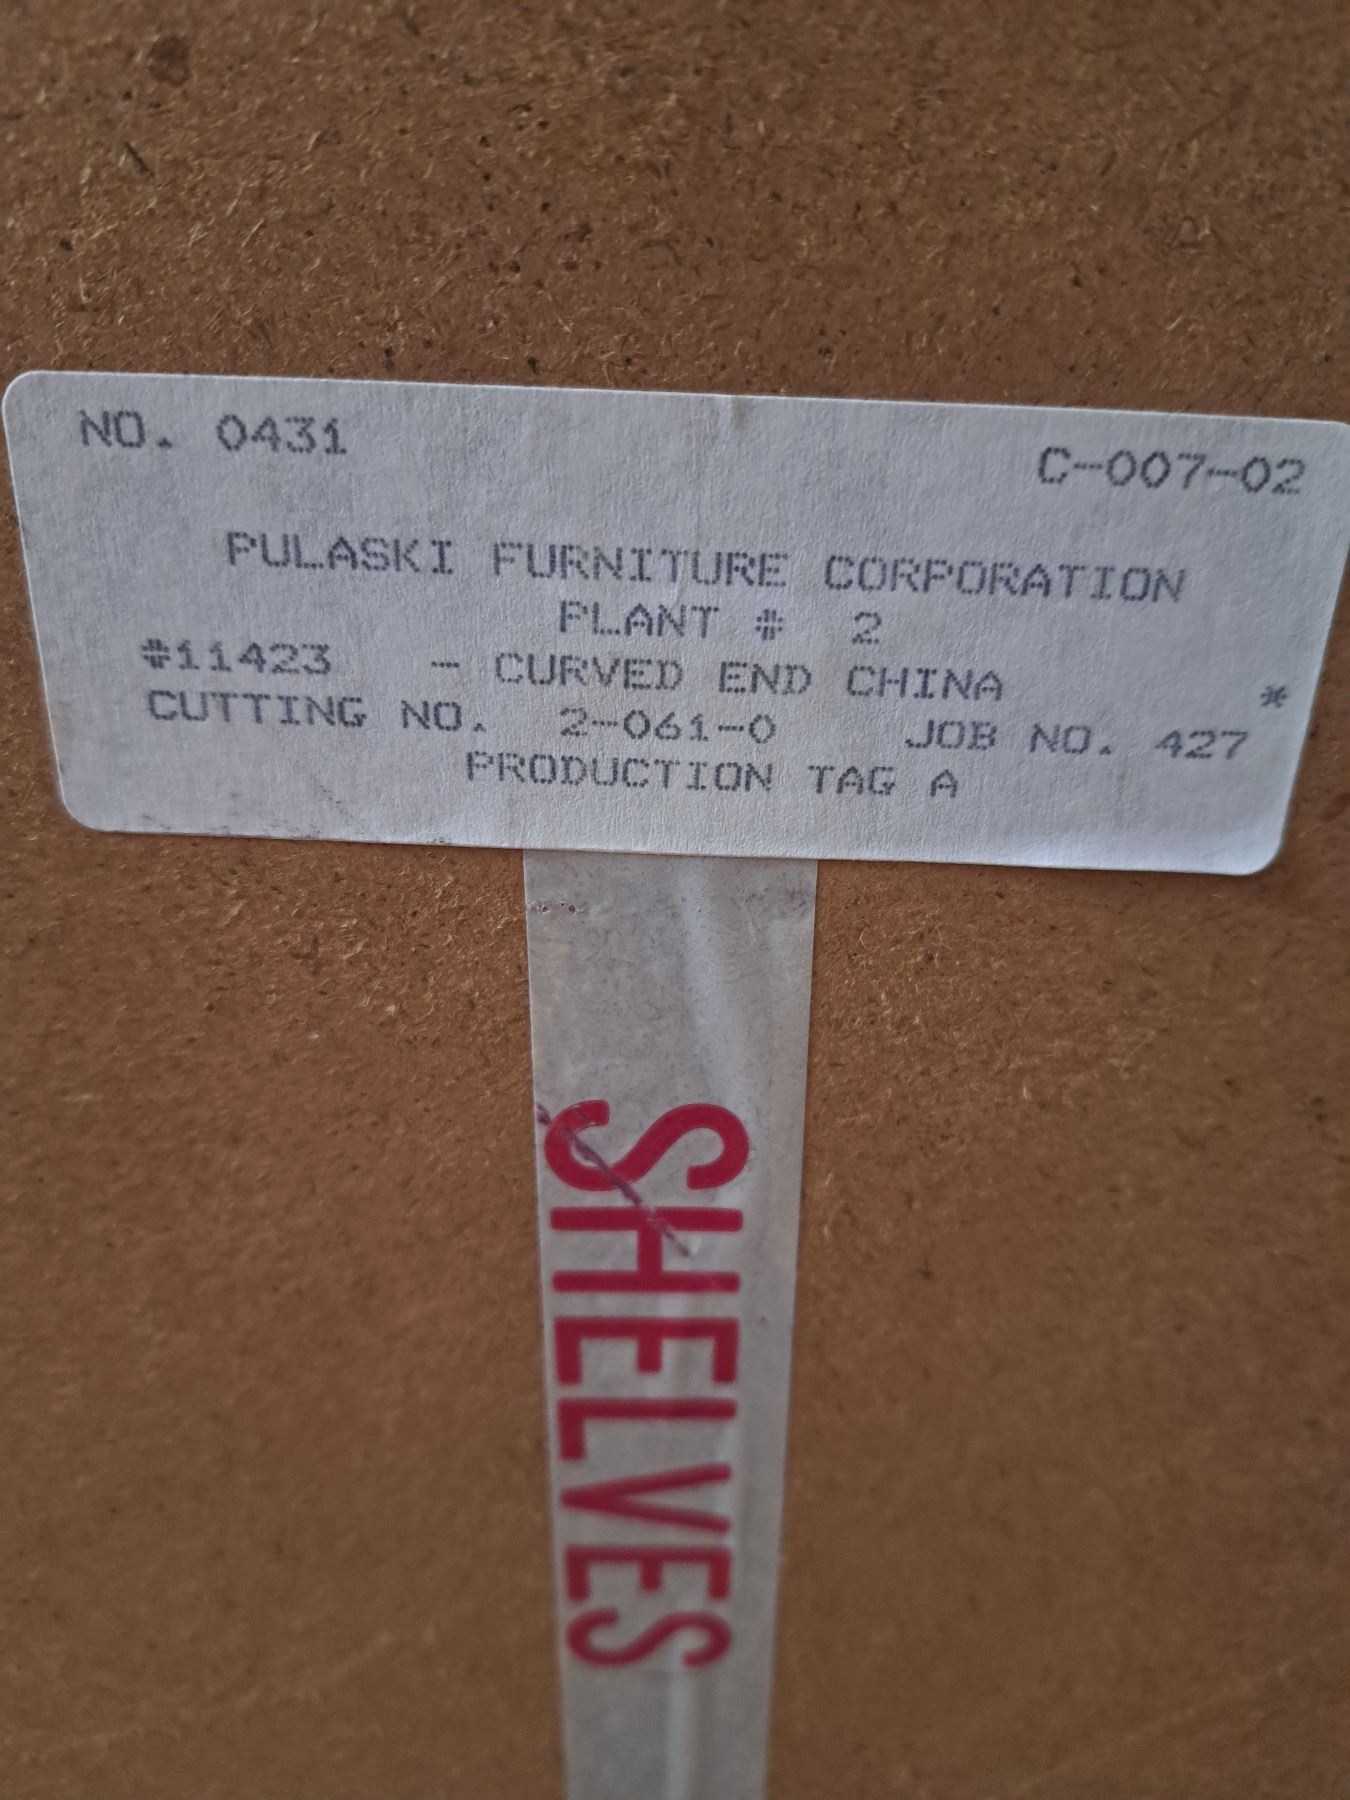 NO. 0431
C-007-02
PULASKI FURNITURE CORPORATION
PLANT # 2
#11423 - CURVED END CHINA *
CUTTING NO. 2-061-0 JOB NO. 427
PRODUCTION TAG A
SHELVES